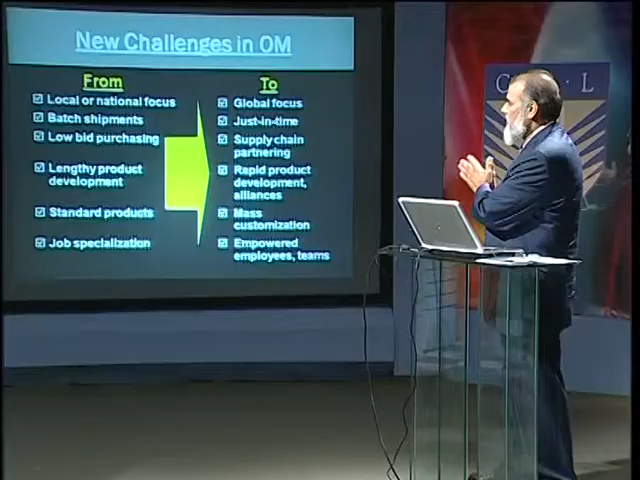 New Challenges in OM
From
To
Local or national focus
Batch shipments
Low bid purchasing
Lengthy product
development
Standard products
Job specialization
Global focus
Just-in-time
Supply chain
partnering
Rapid product
development,
alliances
Mass
customization
Empowered
employees, teams